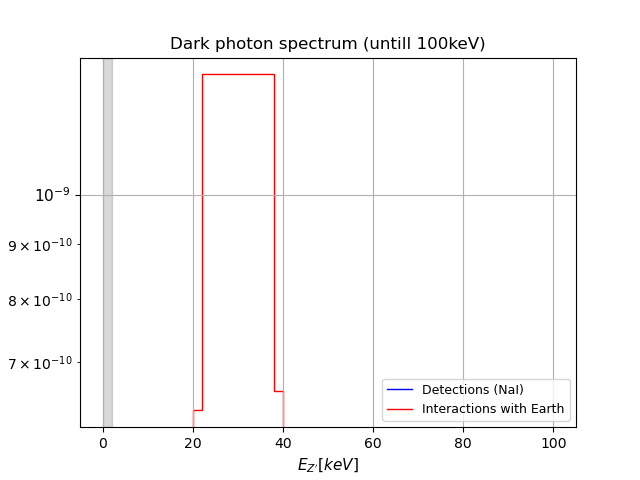 Dark photon spectrum (untill 100keV)
10⁻⁹
9 × 10⁻¹⁰
8 × 10⁻¹⁰
7 × 10⁻¹⁰
Detections (NaI)
Interactions with Earth
0 20 40 60 80 100
E_{Z'}[keV]